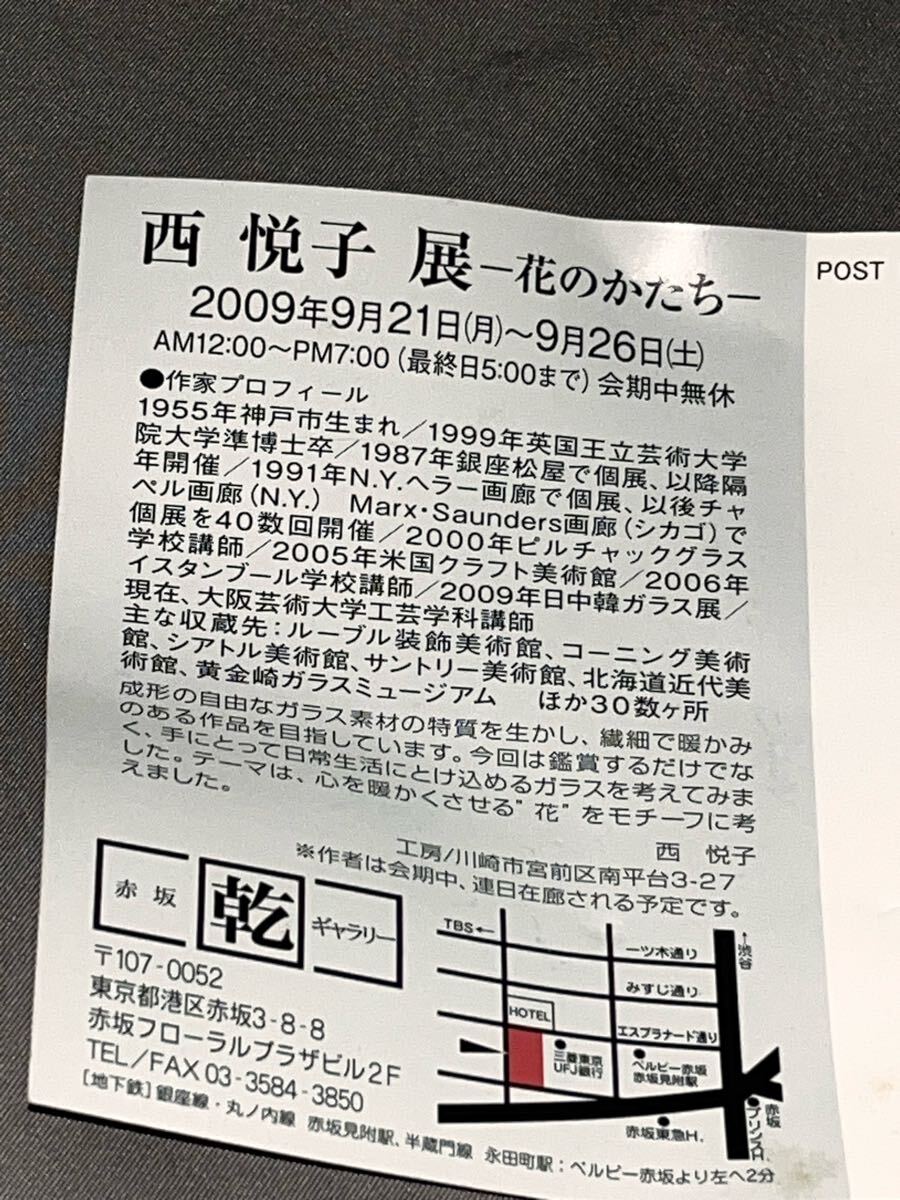 西 悦子 展－花のかたち－
POST
2009年9月21日(月)～9月26日(土)
AM12:00～PM7:00(最終日5:00まで)会期中無休
●作家プロフィール
1955年神戸市生まれ/1999年英国王立芸術大学
院大学準博士卒/1987年銀座松屋で個展、以降隔
年開催/1991年N.Y.ヘラー画廊で個展、以後チャ
ペル画廊(N.Y.) Marx・Saunders画廊(シカゴ)で
個展を40数回開催/2000年ピルチャックグラス
学校講師/2005年米国クラフト美術館/2006年
イスタンブール学校講師/2009年日中韓ガラス展/
現在、大阪芸術大学工芸学科講師
主な収蔵先:ルーブル装飾美術館、コーニング美術
館、シアトル美術館、サントリー美術館、北海道近代美
術館、黄金崎ガラスミュージアム ほか30数ヶ所
成形の自由なガラス素材の特質を生かし、繊細で暖かみ
のある作品を目指しています。今回は鑑賞するだけでな
く、手にとって日常生活にとけ込めるガラスを考えてみま
した。テーマは、心を暖かくさせる"花"をモチーフに考
えました。
西 悦子
工房/川崎市宮前区南平台3-27
※作者は会期中、連日在廊される予定です。
赤坂 乾 ギャラリー
〒107-0052
東京都港区赤坂3-8-8
赤坂フローラルプラザビル2F
TEL/FAX 03-3584-3850
[地下鉄]銀座線・丸ノ内線 赤坂見附駅、半蔵門線 永田町駅:ベルビー赤坂より左へ2分
TBS←
一ツ木通り
→渋谷
みすじ通り
HOTEL
エスプラナード通り
三菱東京
UFJ銀行
ベルビー赤坂
赤坂見附駅
赤坂東急H.
赤坂
プリンスH.